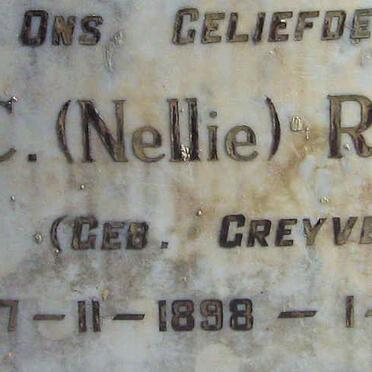 ONS GELIEFDE
C. (Nellie) R
(GEB. GREYVE
7-11-1898 - 1-